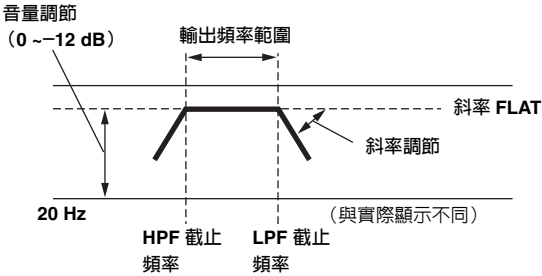 音量調節
（0 ~–12 dB）
輸出頻率範圍
斜率 FLAT
斜率調節
20 Hz
（與實際顯示不同）
HPF 截止
頻率
LPF 截止
頻率